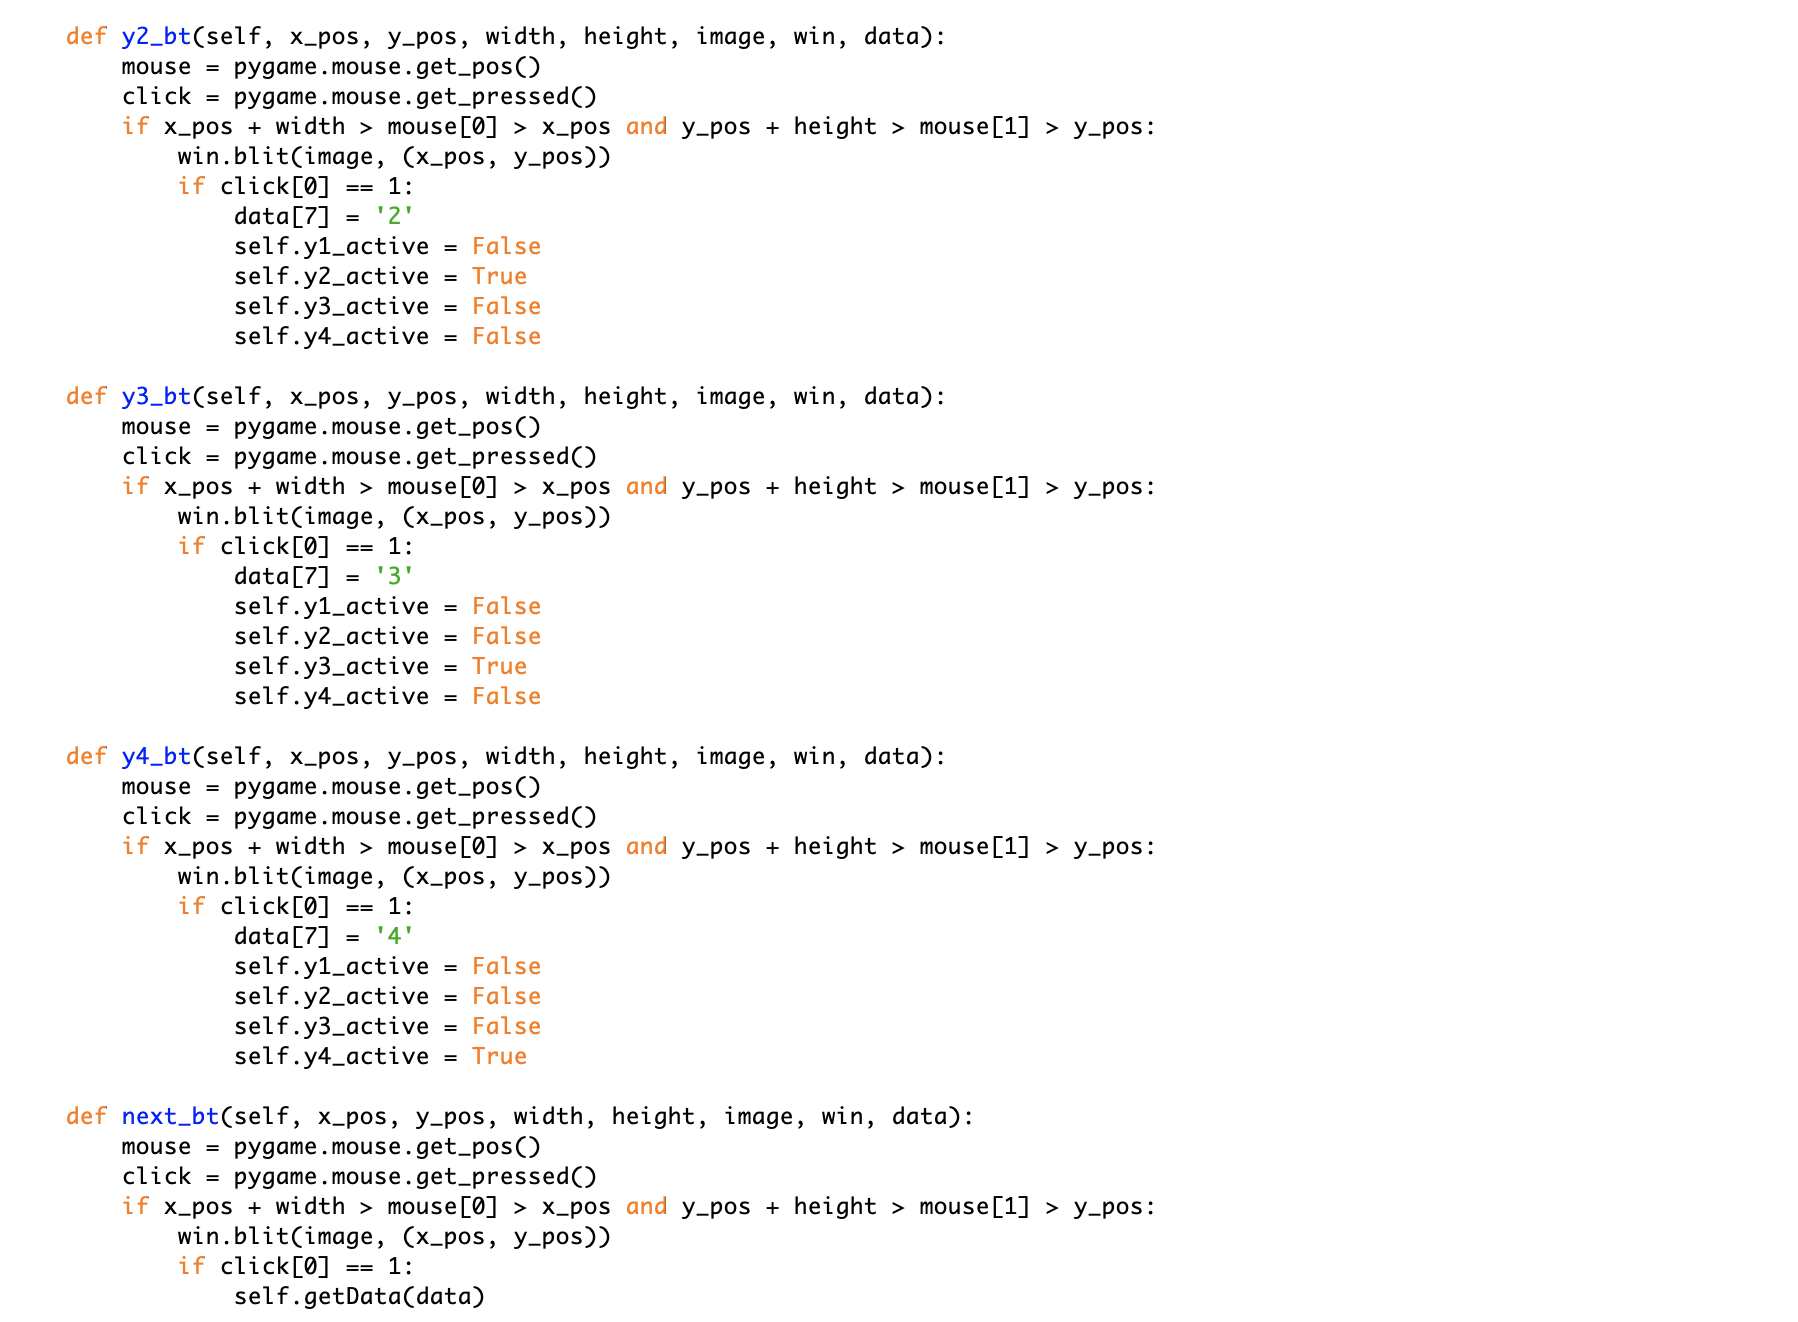 def y2_bt(self, x_pos, y_pos, width, height, image, win, data):
    mouse = pygame.mouse.get_pos()
    click = pygame.mouse.get_pressed()
    if x_pos + width > mouse[0] > x_pos and y_pos + height > mouse[1] > y_pos:
        win.blit(image, (x_pos, y_pos))
        if click[0] == 1:
            data[7] = '2'
            self.y1_active = False
            self.y2_active = True
            self.y3_active = False
            self.y4_active = False

def y3_bt(self, x_pos, y_pos, width, height, image, win, data):
    mouse = pygame.mouse.get_pos()
    click = pygame.mouse.get_pressed()
    if x_pos + width > mouse[0] > x_pos and y_pos + height > mouse[1] > y_pos:
        win.blit(image, (x_pos, y_pos))
        if click[0] == 1:
            data[7] = '3'
            self.y1_active = False
            self.y2_active = False
            self.y3_active = True
            self.y4_active = False

def y4_bt(self, x_pos, y_pos, width, height, image, win, data):
    mouse = pygame.mouse.get_pos()
    click = pygame.mouse.get_pressed()
    if x_pos + width > mouse[0] > x_pos and y_pos + height > mouse[1] > y_pos:
        win.blit(image, (x_pos, y_pos))
        if click[0] == 1:
            data[7] = '4'
            self.y1_active = False
            self.y2_active = False
            self.y3_active = False
            self.y4_active = True

def next_bt(self, x_pos, y_pos, width, height, image, win, data):
    mouse = pygame.mouse.get_pos()
    click = pygame.mouse.get_pressed()
    if x_pos + width > mouse[0] > x_pos and y_pos + height > mouse[1] > y_pos:
        win.blit(image, (x_pos, y_pos))
        if click[0] == 1:
            self.getData(data)